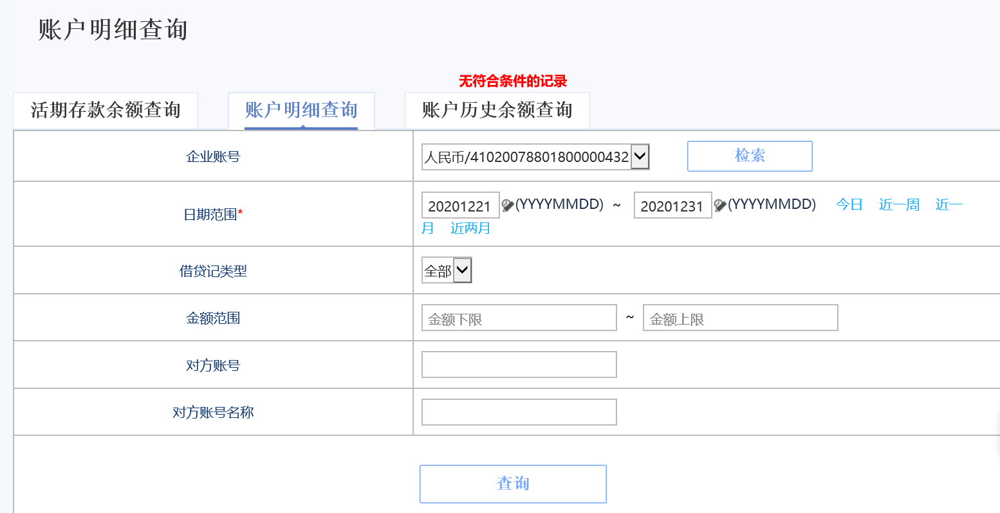 账户明细查询
无符合条件的记录
活期存款余额查询 账户明细查询 账户历史余额查询
企业账号 人民币/41020078801800000432 检索
日期范围* 20201221 (YYYYMMDD) ~ 20201231 (YYYYMMDD) 今日 近一周 近一
月 近两月
借贷记类型 全部
金额范围 金额下限 ~ 金额上限
对方账号
对方账号名称
查询